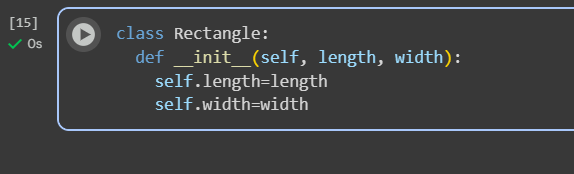 [15]
0s
class Rectangle:
  def __init__(self, length, width):
    self.length=length
    self.width=width